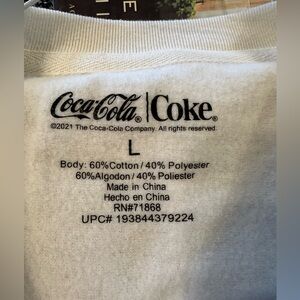 Coca-Cola® | Coke®
©2021 The Coca-Cola Company. All rights reserved.
L
Body: 60%Cotton / 40% Polyester
60%Algodon / 40% Poliester
Made in China
Hecho en China
RN#71868
UPC# 193844379224